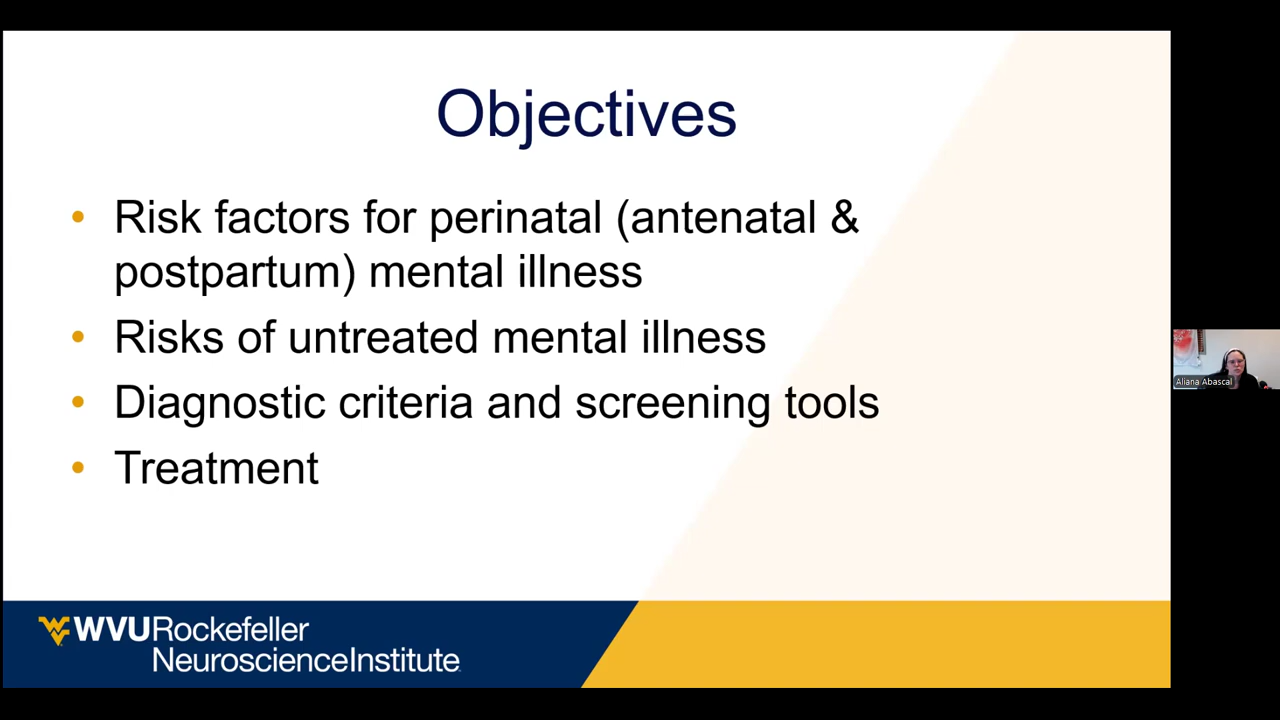 Objectives
• Risk factors for perinatal (antenatal &
postpartum) mental illness
• Risks of untreated mental illness
• Diagnostic criteria and screening tools
• Treatment
WVURockefeller
NeuroscienceInstitute
Aliana Abascal